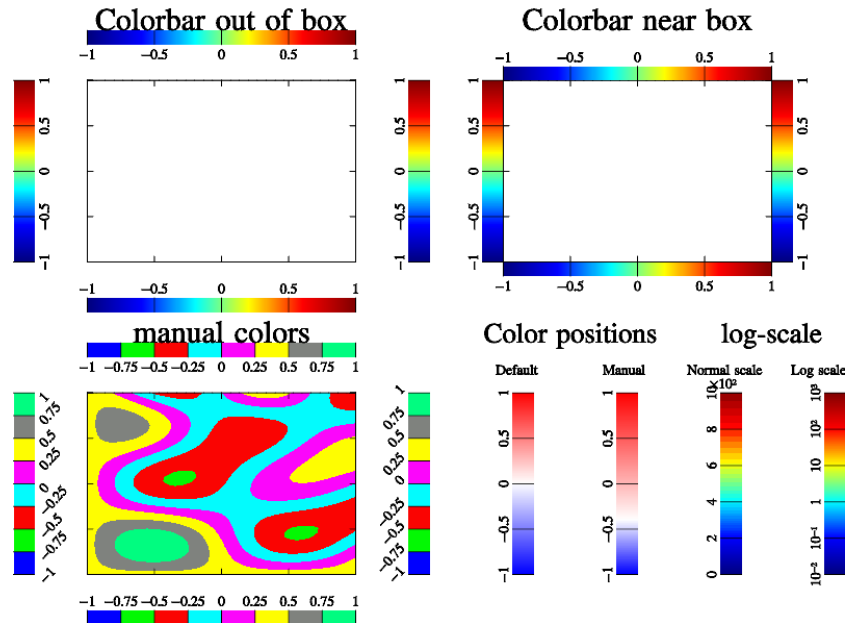 Colorbar out of box
−1 −0.5 0 0.5 1
−1 −0.5 0 0.5 1
−1 −0.5 0 0.5 1
−1 −0.5 0 0.5 1
Colorbar near box
−1 −0.5 0 0.5 1
−1 −0.5 0 0.5 1
−1 −0.5 0 0.5 1
−1 −0.5 0 0.5 1
manual colors
−1 −0.75 −0.5 −0.25 0 0.25 0.5 0.75 1
−1 −0.75 −0.5 −0.25 0 0.25 0.5 0.75 1
−1 −0.75 −0.5 −0.25 0 0.25 0.5 0.75 1
−1 −0.75 −0.5 −0.25 0 0.25 0.5 0.75 1
Color positions
Default
−1 −0.5 0 0.5 1
Manual
−1 −0.5 0 0.5 1
log-scale
Normal scale
0 2 4 6 8 10
×10²
Log scale
10⁻² 10⁻¹ 1 10¹ 10² 10³